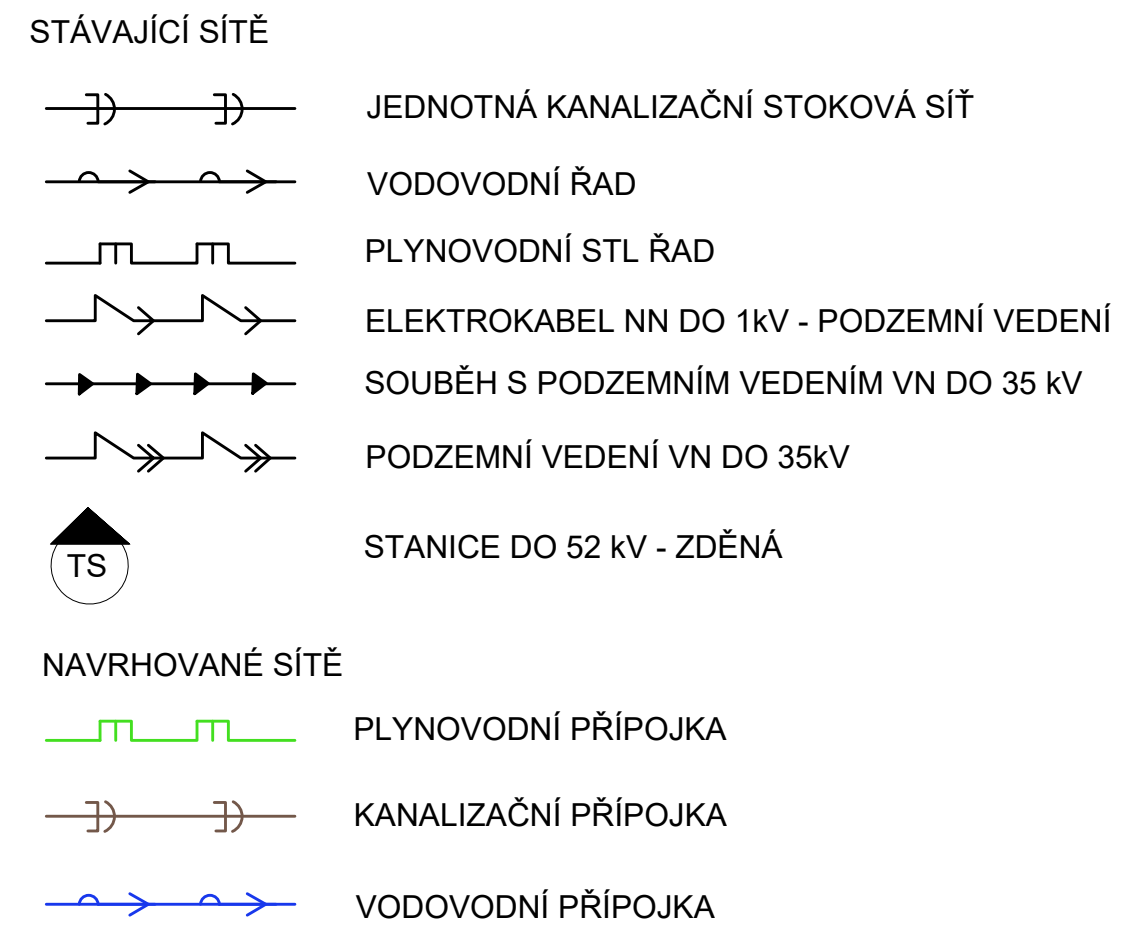 STÁVAJÍCÍ SÍTĚ
JEDNOTNÁ KANALIZAČNÍ STOKOVÁ SÍŤ
VODOVODNÍ ŘAD
PLYNOVODNÍ STL ŘAD
ELEKTROKABEL NN DO 1kV - PODZEMNÍ VEDENÍ
SOUBĚH S PODZEMNÍM VEDENÍM VN DO 35 kV
PODZEMNÍ VEDENÍ VN DO 35kV
TS STANICE DO 52 kV - ZDĚNÁ
NAVRHOVANÉ SÍTĚ
PLYNOVODNÍ PŘÍPOJKA
KANALIZAČNÍ PŘÍPOJKA
VODOVODNÍ PŘÍPOJKA